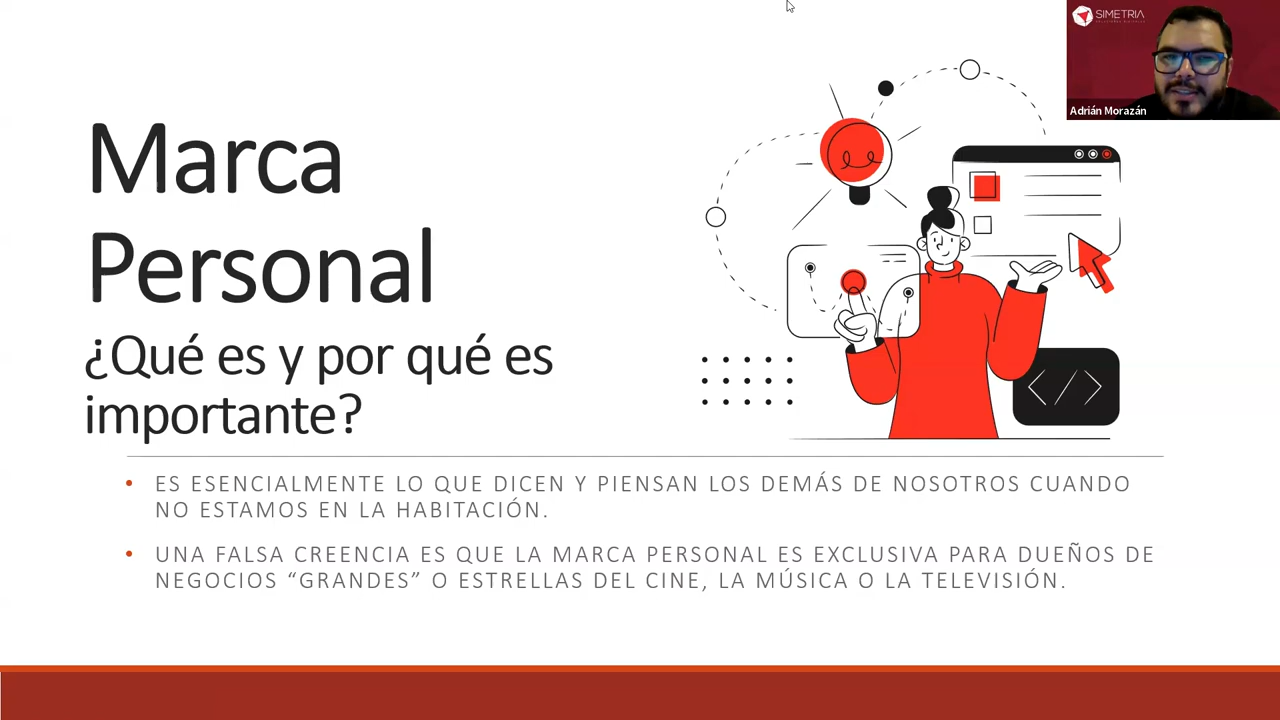 SIMETRIA
Adrián Morazán
Marca
Personal
¿Qué es y por qué es
importante?
</>
• ES ESENCIALMENTE LO QUE DICEN Y PIENSAN LOS DEMÁS DE NOSOTROS CUANDO
NO ESTAMOS EN LA HABITACIÓN.
• UNA FALSA CREENCIA ES QUE LA MARCA PERSONAL ES EXCLUSIVA PARA DUEÑOS DE
NEGOCIOS “GRANDES” O ESTRELLAS DEL CINE, LA MÚSICA O LA TELEVISIÓN.